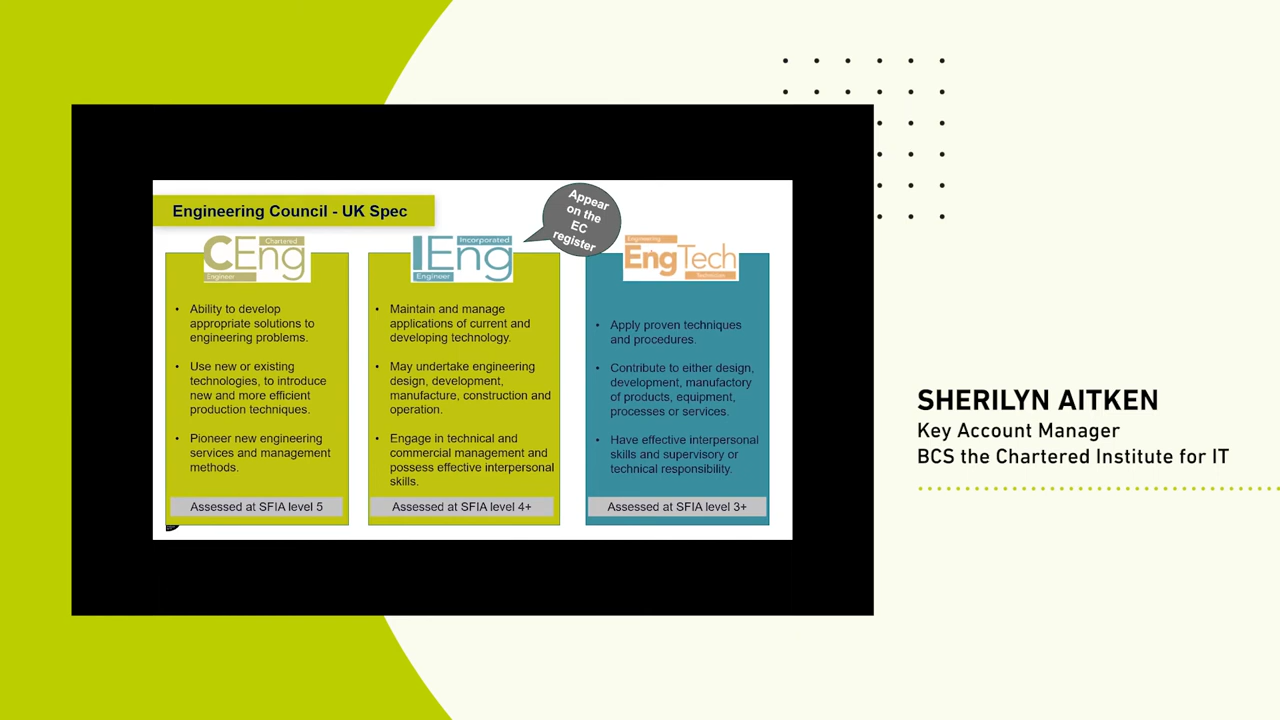 Engineering Council - UK Spec
Appear
on the
EC
register
Chartered
CEng
Engineer
Incorporated
IEng
Engineer
Engineering
EngTech
Technician
• Ability to develop
appropriate solutions to
engineering problems.
• Use new or existing
technologies, to introduce
new and more efficient
production techniques.
• Pioneer new engineering
services and management
methods.
Assessed at SFIA level 5
• Maintain and manage
applications of current and
developing technology.
• May undertake engineering
design, development,
manufacture, construction and
operation.
• Engage in technical and
commercial management and
possess effective interpersonal
skills.
Assessed at SFIA level 4+
• Apply proven techniques
and procedures.
• Contribute to either design,
development, manufactory
of products, equipment,
processes or services.
• Have effective interpersonal
skills and supervisory or
technical responsibility.
Assessed at SFIA level 3+
SHERILYN AITKEN
Key Account Manager
BCS the Chartered Institute for IT